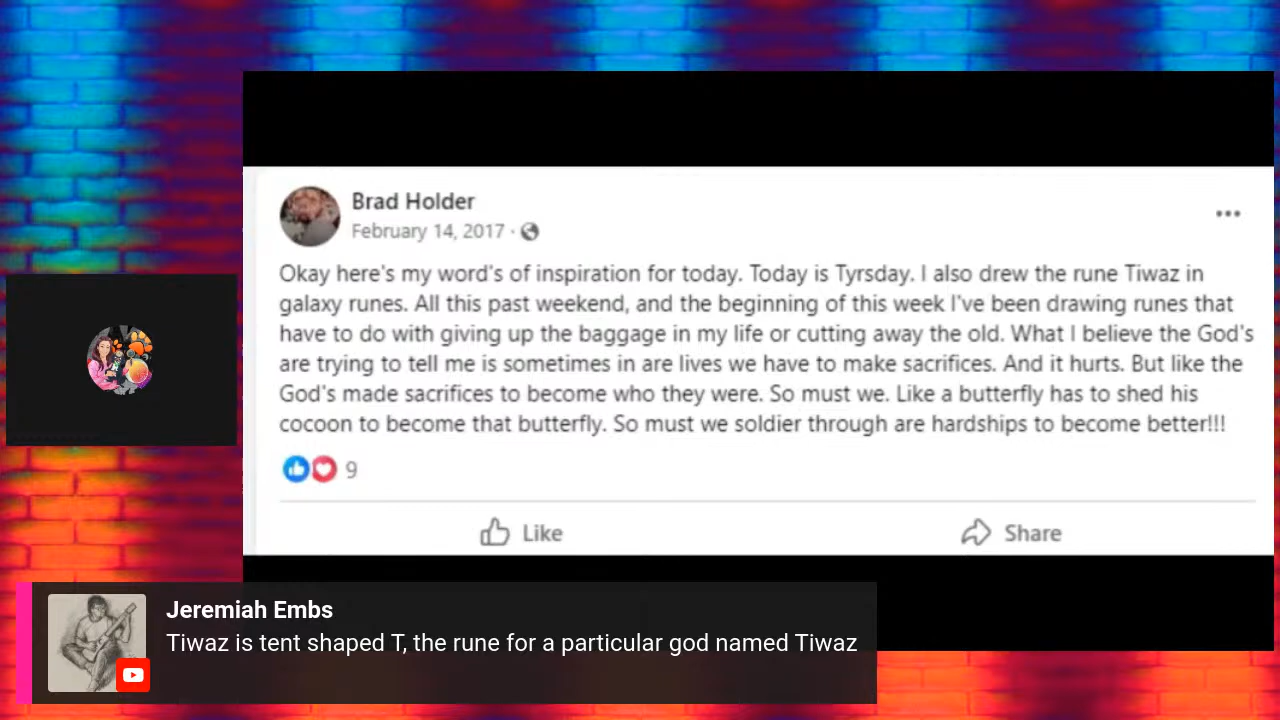 Brad Holder
February 14, 2017 ·
Okay here's my word's of inspiration for today. Today is Tyrsday. I also drew the rune Tiwaz in
galaxy runes. All this past weekend, and the beginning of this week I've been drawing runes that
have to do with giving up the baggage in my life or cutting away the old. What I believe the God's
are trying to tell me is sometimes in are lives we have to make sacrifices. And it hurts. But like the
God's made sacrifices to become who they were. So must we. Like a butterfly has to shed his
cocoon to become that butterfly. So must we soldier through are hardships to become better!!!
9
Like Share
Jeremiah Embs
Tiwaz is tent shaped T, the rune for a particular god named Tiwaz